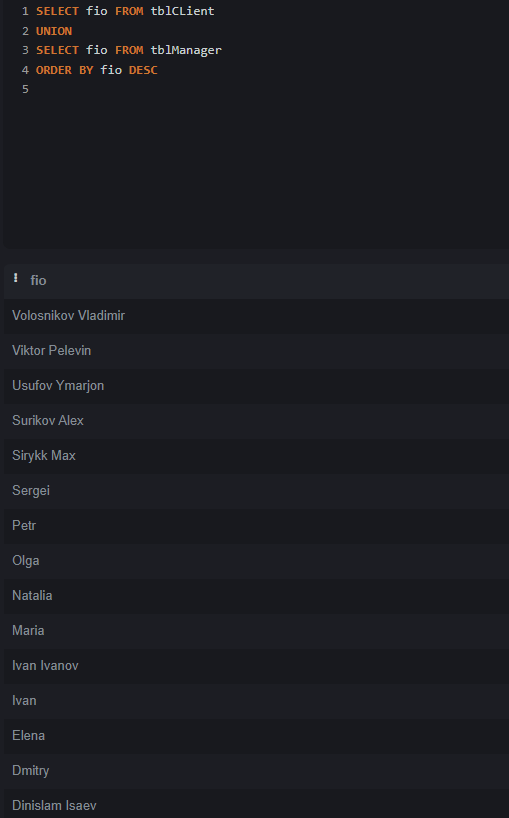 1 SELECT fio FROM tblCLient
2 UNION
3 SELECT fio FROM tblManager
4 ORDER BY fio DESC
5
fio
Volosnikov Vladimir
Viktor Pelevin
Usufov Ymarjon
Surikov Alex
Sirykk Max
Sergei
Petr
Olga
Natalia
Maria
Ivan Ivanov
Ivan
Elena
Dmitry
Dinislam Isaev